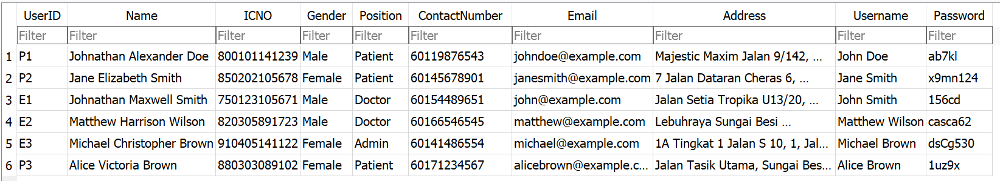 UserID Name ICNO Gender Position ContactNumber Email Address Username Password
Filter Filter Filter Filter Filter Filter Filter Filter Filter Filter
1 P1 Johnathan Alexander Doe 800101141239 Male Patient 60119876543 johndoe@example.com Majestic Maxim Jalan 9/142, ... John Doe ab7kl
2 P2 Jane Elizabeth Smith 850202105678 Female Patient 60145678901 janesmith@example.com 7 Jalan Dataran Cheras 6, ... Jane Smith x9mn124
3 E1 Johnathan Maxwell Smith 750123105671 Male Doctor 60154489651 john@example.com Jalan Setia Tropika U13/20, ... John Smith 156cd
4 E2 Matthew Harrison Wilson 820305891723 Male Doctor 60166546545 matthew@example.com Lebuhraya Sungai Besi ... Matthew Wilson casca62
5 E3 Michael Christopher Brown 910405141122 Female Admin 60141486554 michael@example.com 1A Tingkat 1 Jalan S 10, 1, Jal... Michael Brown dsCg530
6 P3 Alice Victoria Brown 880303089102 Female Patient 60171234567 alicebrown@example.c... Jalan Tasik Utama, Sungai Bes... Alice Brown 1uz9x